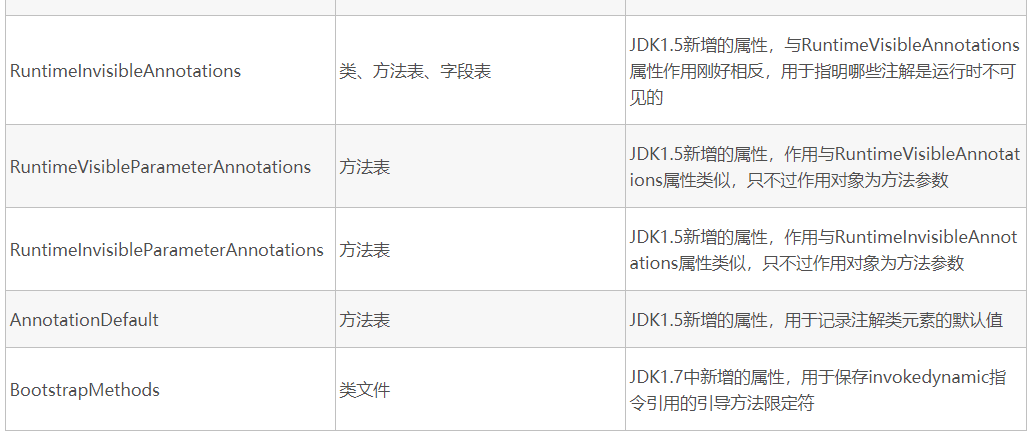 RuntimeInvisibleAnnotations
类、方法表、字段表
JDK1.5新增的属性，与RuntimeVisibleAnnotations
属性作用刚好相反，用于指明哪些注解是运行时不可
见的
RuntimeVisibleParameterAnnotations
方法表
JDK1.5新增的属性，作用与RuntimeVisibleAnnotat
ions属性类似，只不过作用对象为方法参数
RuntimeInvisibleParameterAnnotations
方法表
JDK1.5新增的属性，作用与RuntimeInvisibleAnnot
ations属性类似，只不过作用对象为方法参数
AnnotationDefault
方法表
JDK1.5新增的属性，用于记录注解类元素的默认值
BootstrapMethods
类文件
JDK1.7中新增的属性，用于保存invokedynamic指
令引用的引导方法限定符